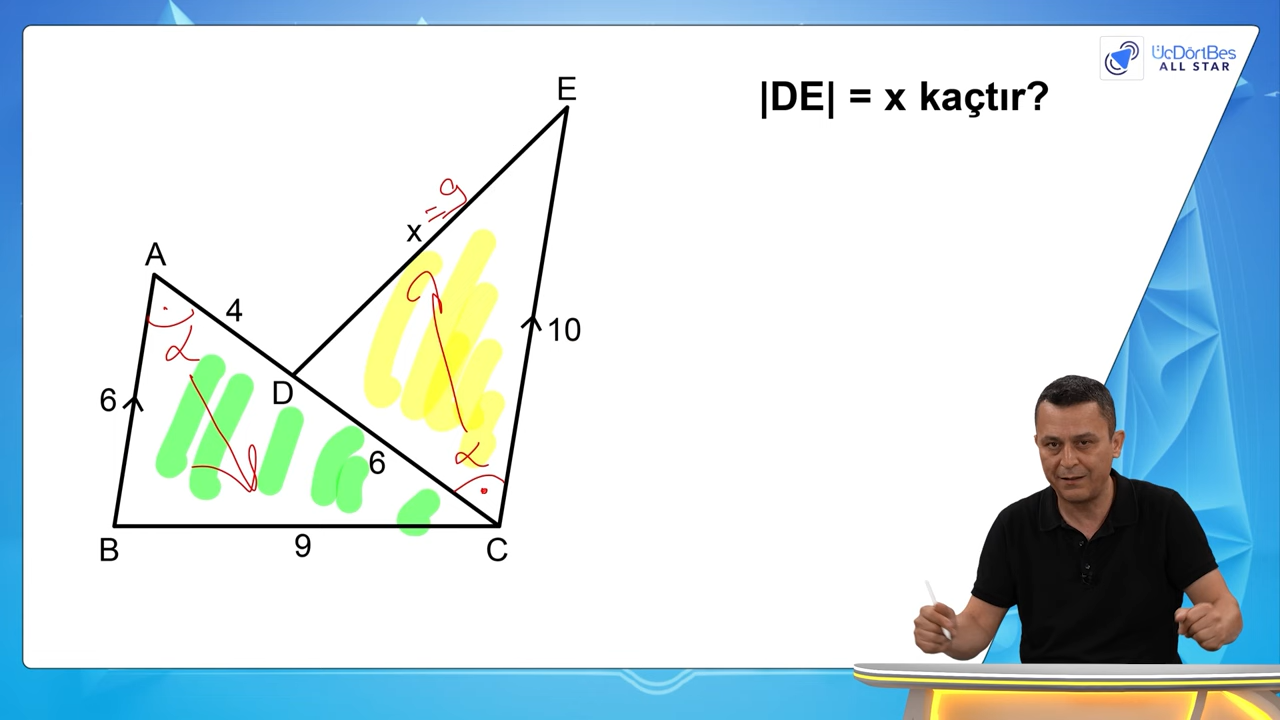 ÜçDörtBeş
ALL STAR
|DE| = x kaçtır?
E
=9
x
A
4
α
10
D
6
6
α
B
9
C